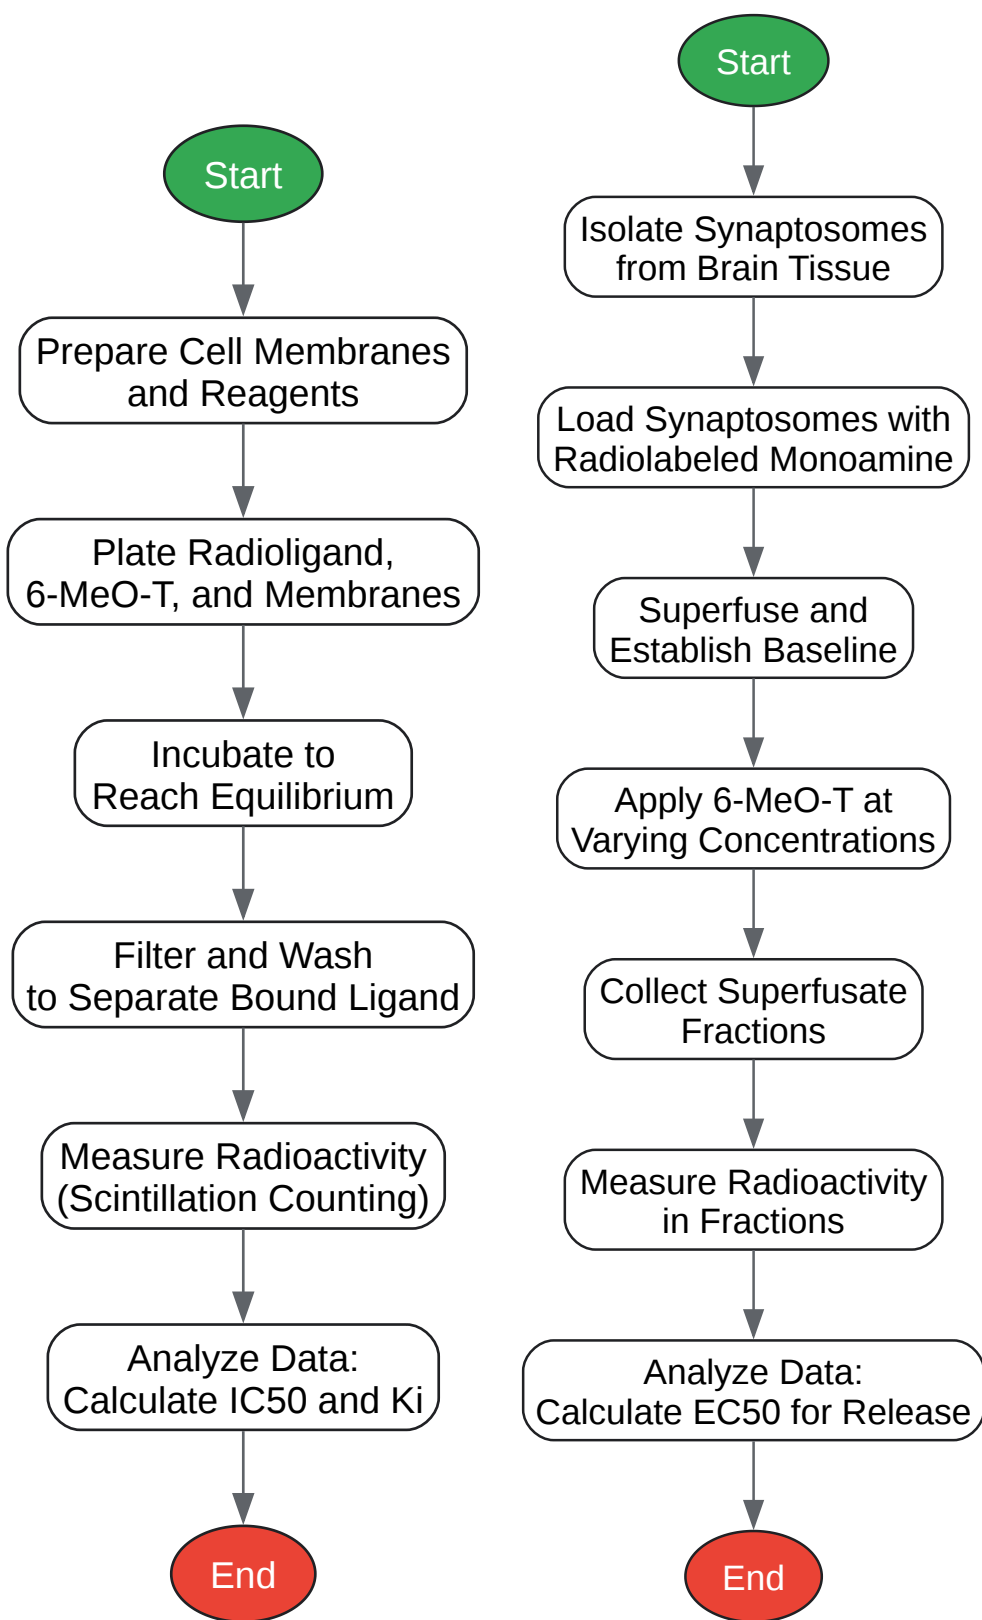 Start
Prepare Cell Membranes
and Reagents
Plate Radioligand,
6-MeO-T, and Membranes
Incubate to
Reach Equilibrium
Filter and Wash
to Separate Bound Ligand
Measure Radioactivity
(Scintillation Counting)
Analyze Data:
Calculate IC50 and Ki
End
Start
Isolate Synaptosomes
from Brain Tissue
Load Synaptosomes with
Radiolabeled Monoamine
Superfuse and
Establish Baseline
Apply 6-MeO-T at
Varying Concentrations
Collect Superfusate
Fractions
Measure Radioactivity
in Fractions
Analyze Data:
Calculate EC50 for Release
End